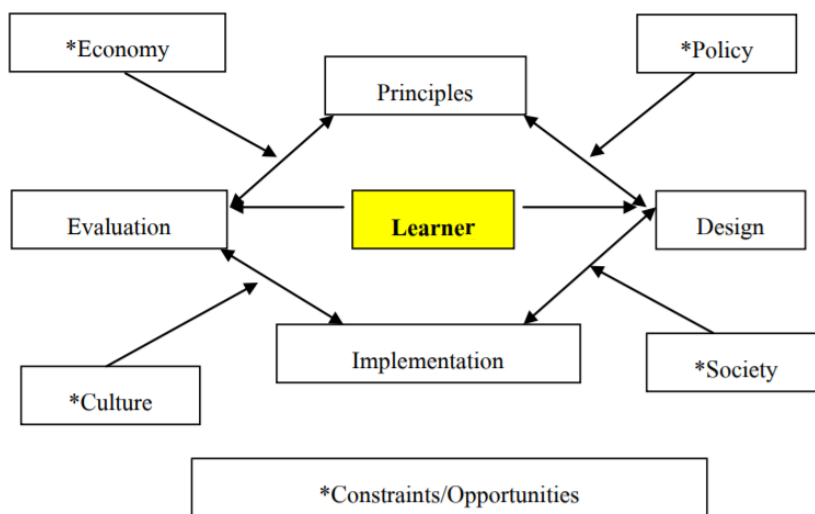 *Economy
*Policy
Principles
Evaluation
Learner
Design
Implementation
*Culture
*Society
*Constraints/Opportunities